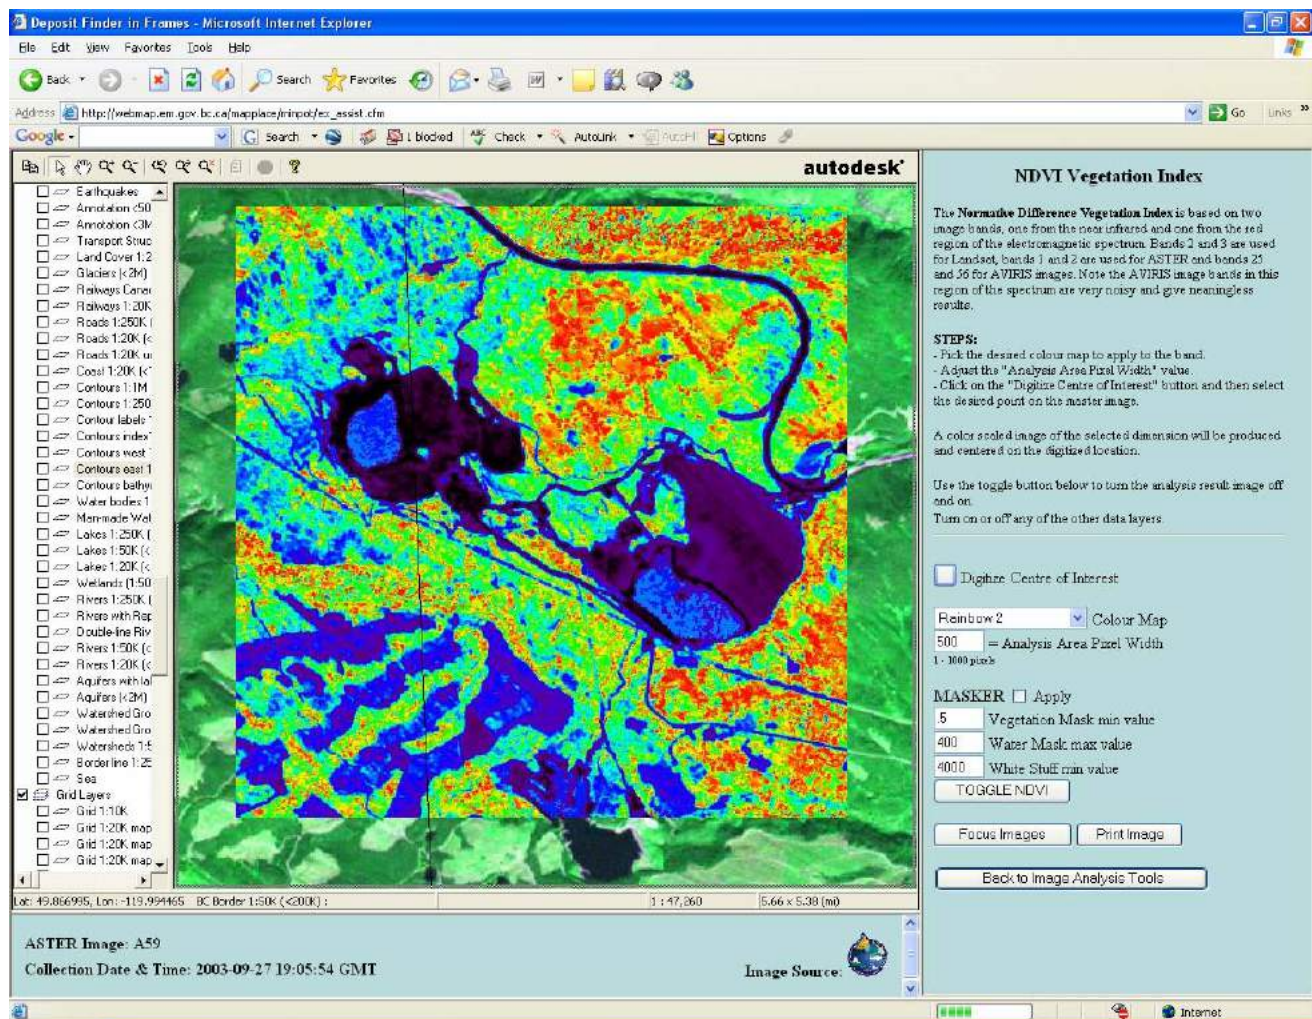 Deposit Finder in Frames - Microsoft Internet Explorer
File Edit View Favorites Tools Help
Back Search Favorites
Address http://webmap.em.gov.bc.ca/mapplace/minpot/ex_assist.cfm Go Links »
Google Search 1 blocked Check AutoLink AutoFill Options
autodesk
Earthquakes
Annotation <50
Annotation <3M
Transport Struc
Land Cover 1:2
Glaciers (<2M)
Railways Canar
Railways 1:20K
Roads 1:250K (
Roads 1:20K (<
Roads 1:20K u
Coast 1:20K (<
Contours 1:1M
Contours 1:250
Contour labels
Contours index
Contours west
Contours east 1
Contours bathy
Water bodies 1
Man-made Wat
Lakes 1:250K (
Lakes 1:50K (<
Lakes 1:20K (<
Wetlands (1:50
Rivers 1:250K (
Rivers with Rep
Double-line Riv
Rivers 1:50K (<
Rivers 1:20K (<
Aquifers with la
Aquifers (<2M)
Watershed Gro
Watershed Gro
Watersheds 1:5
Border line 1:25
Sea
Grid Layers
Grid 1:10K
Grid 1:20K map
Grid 1:20K map
Grid 1:20K map
Lat: 49.866995, Lon: -119.994465 BC Border 1:50K (<200K) : 1 : 47,260 5.66 x 5.38 (mi)
ASTER Image: A59
Collection Date & Time: 2003-09-27 19:05:54 GMT
Image Source:
NDVI Vegetation Index
The Normative Difference Vegetation Index is based on two
image bands, one from the near infrared and one from the red
region of the electromagnetic spectrum. Bands 2 and 3 are used
for Landset, bands 1 and 2 are used for ASTER and bends 25
and 36 for AVIRIS images. Note the AVIRIS image bands in this
region of the spectrum are very noisy and give meaningless
results.
STEPS:
- Pick the desired colour map to apply to the band.
- Adjust the "Analysis Area Pixel Width" value.
- Click on the "Digitize Centre of Interest" button and then select
the desired point on the master image.
A color scaled image of the selected dimension will be produced
and centered on the digitized location.
Use the toggle button below to turn the analysis result image off
and on.
Turn on or off any of the other data layers.
Digitize Centre of Interest
Rainbow 2 Colour Map
500 = Analysis Area Pixel Width
1 - 1000 pixels
MASKER Apply
.5 Vegetation Mask min value
400 Water Mask max value
4000 White Stuff min value
TOGGLE NDVI
Focus Images Print Image
Back to Image Analysis Tools
Internet